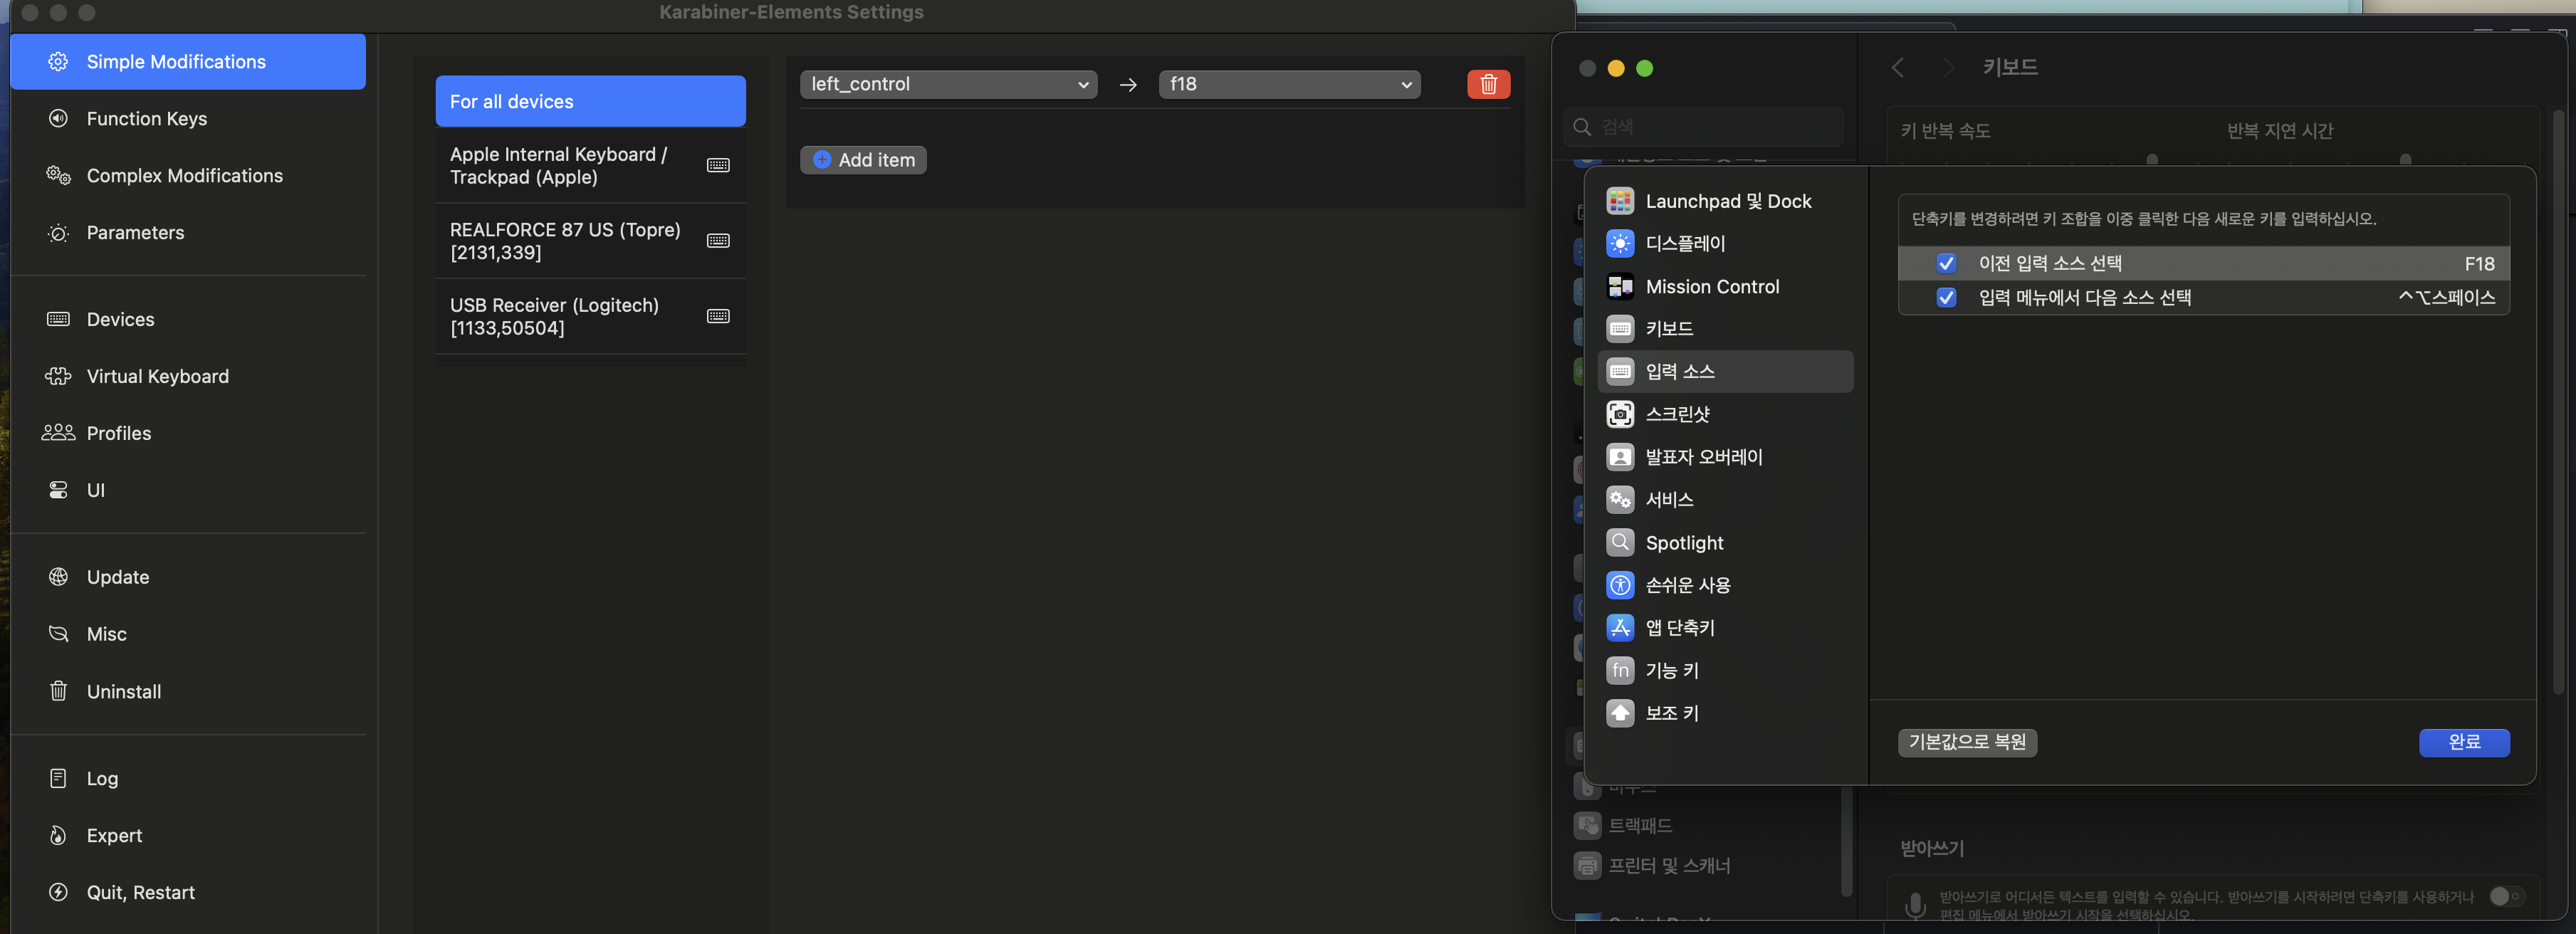 Karabiner-Elements Settings
Simple Modifications
Function Keys
Complex Modifications
Parameters
Devices
Virtual Keyboard
Profiles
UI
Update
Misc
Uninstall
Log
Expert
Quit, Restart
For all devices
Apple Internal Keyboard /
Trackpad (Apple)
REALFORCE 87 US (Topre)
[2131,339]
USB Receiver (Logitech)
[1133,50504]
left_control → f18
Add item
검색
키보드
키 반복 속도
반복 지연 시간
Launchpad 및 Dock
디스플레이
Mission Control
키보드
입력 소스
스크린샷
발표자 오버레이
서비스
Spotlight
손쉬운 사용
앱 단축키
fn 기능 키
보조 키
단축키를 변경하려면 키 조합을 이중 클릭한 다음 새로운 키를 입력하십시오.
이전 입력 소스 선택 F18
입력 메뉴에서 다음 소스 선택 ^⌥스페이스
기본값으로 복원
완료
트랙패드
프린터 및 스캐너
받아쓰기
받아쓰기로 어디서든 텍스트를 입력할 수 있습니다. 받아쓰기를 시작하려면 단축키를 사용하거나
편집 메뉴에서 받아쓰기 시작을 선택하십시오.